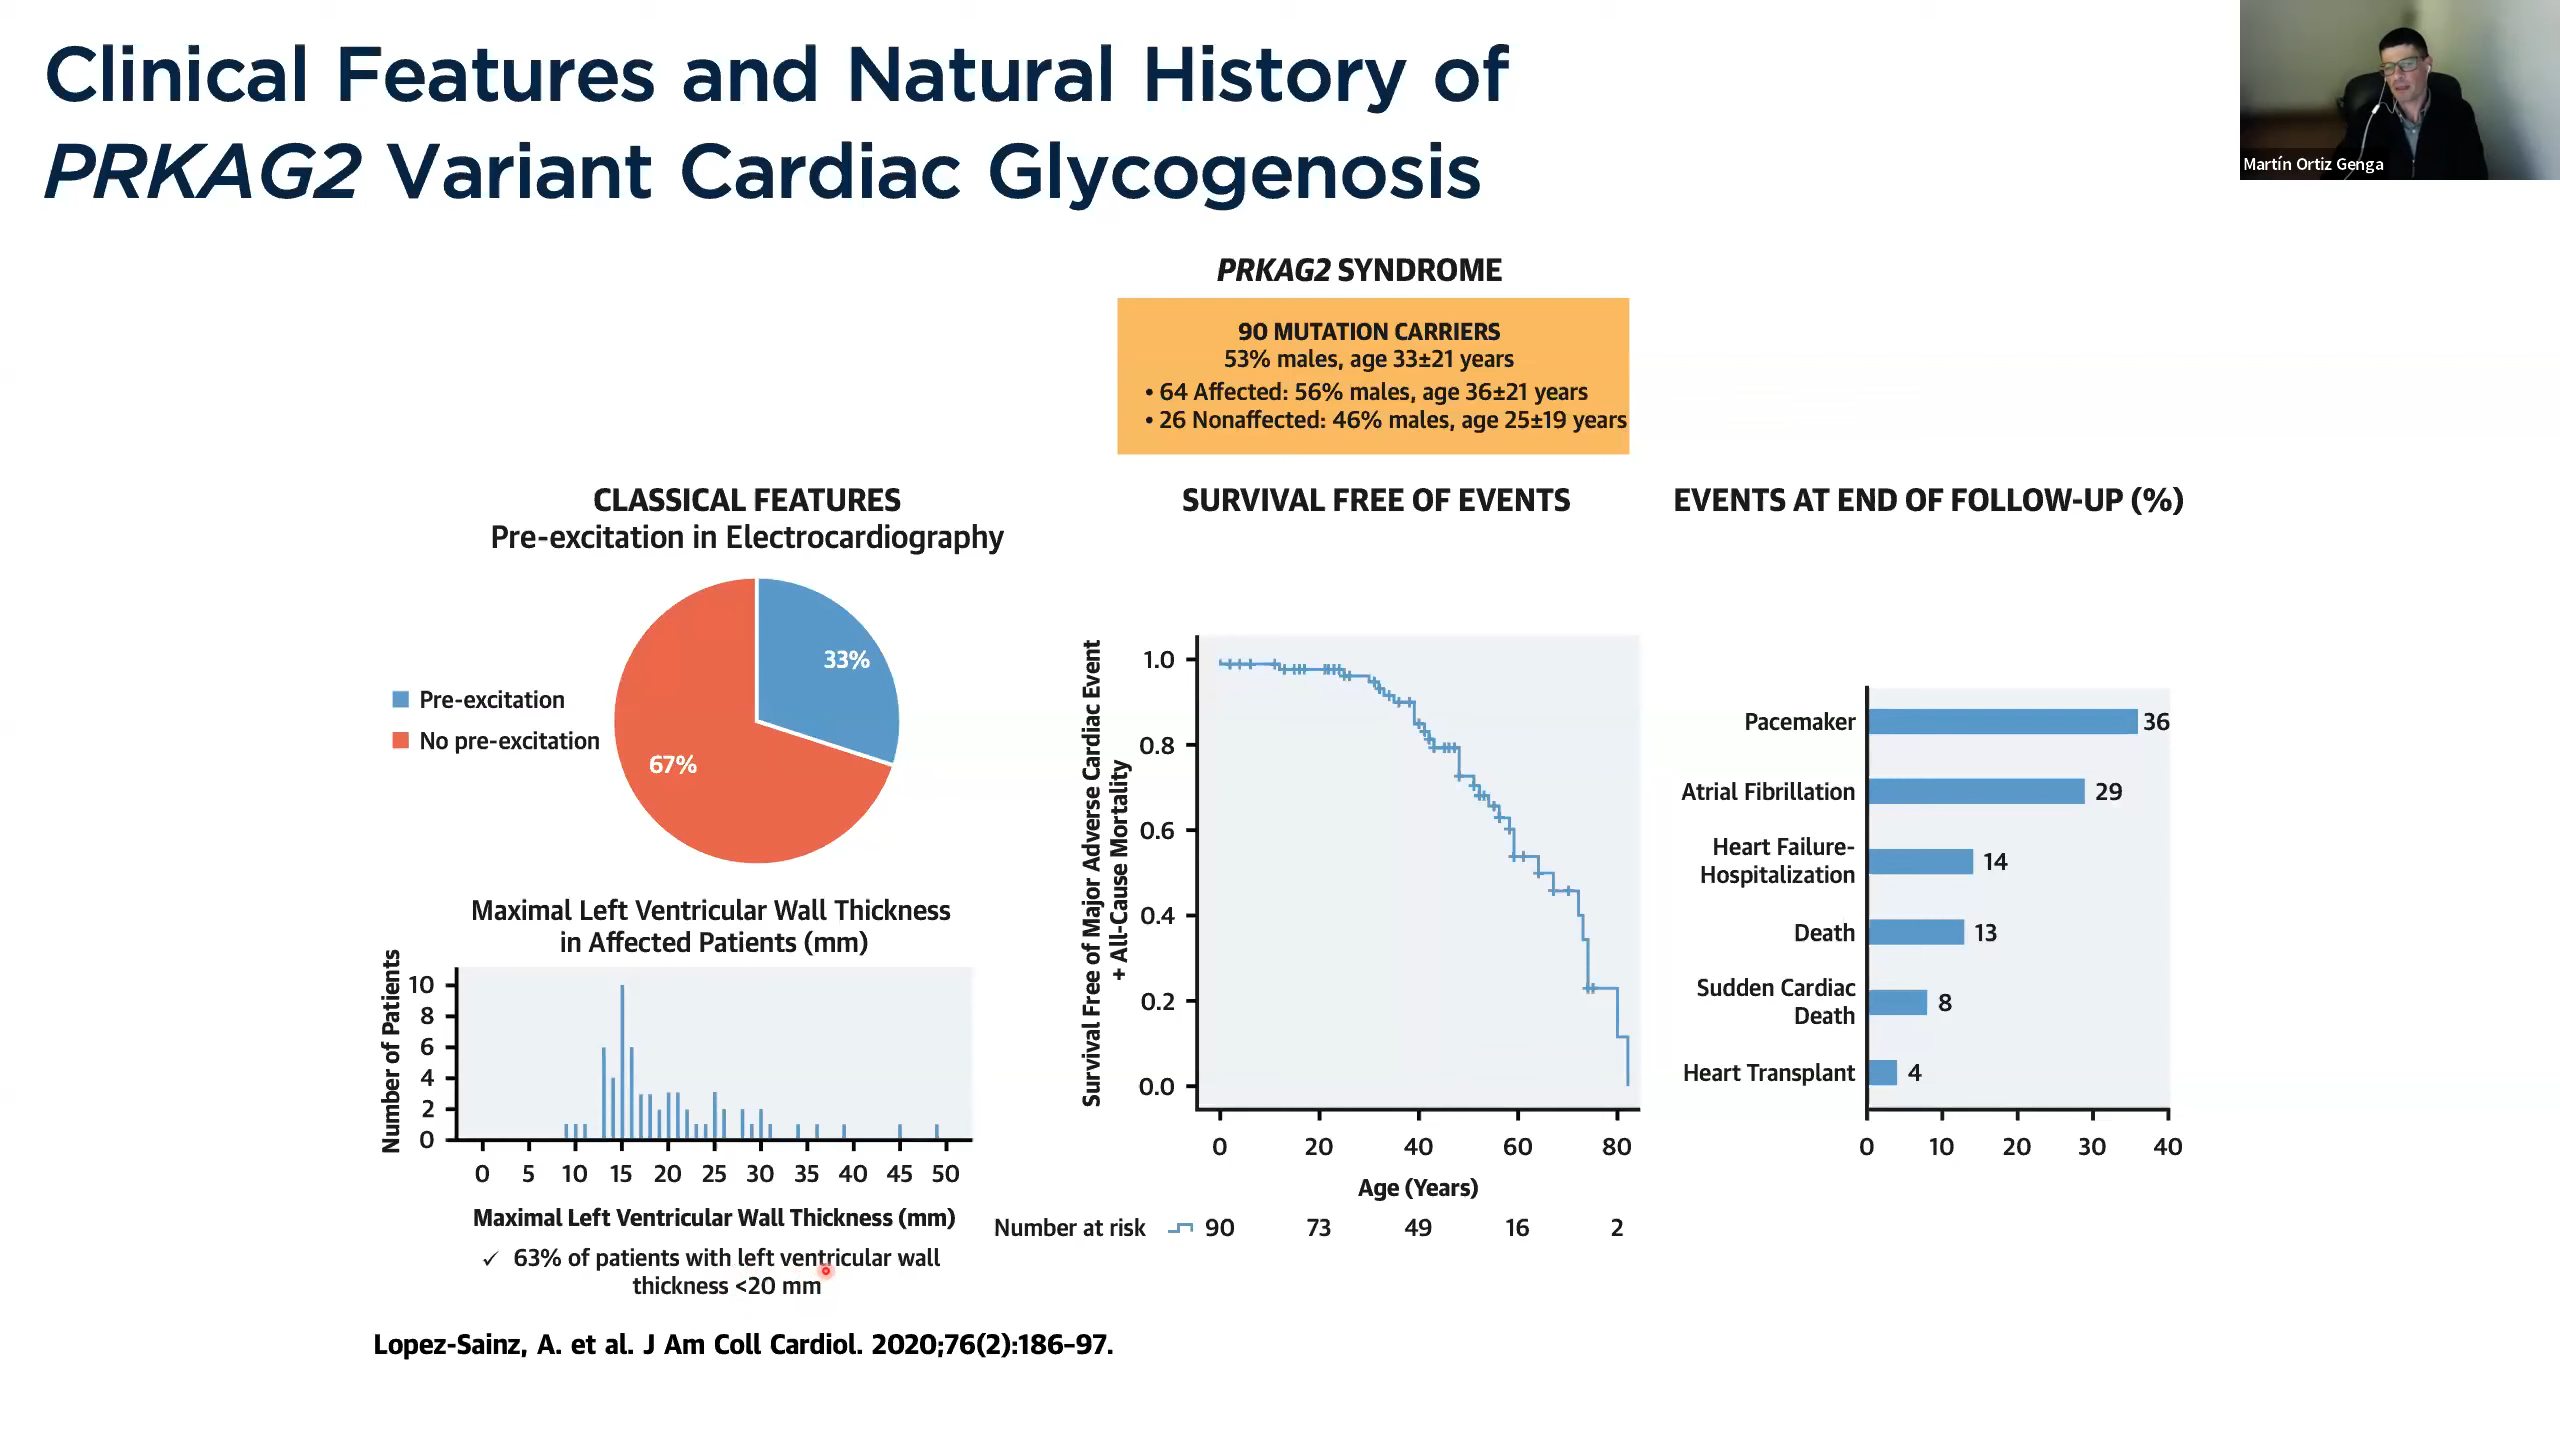 Clinical Features and Natural History of
PRKAG2 Variant Cardiac Glycogenosis
Martín Ortiz Genga
PRKAG2 SYNDROME
90 MUTATION CARRIERS
53% males, age 33±21 years
• 64 Affected: 56% males, age 36±21 years
• 26 Nonaffected: 46% males, age 25±19 years
CLASSICAL FEATURES
Pre-excitation in Electrocardiography
33%
67%
Pre-excitation
No pre-excitation
Maximal Left Ventricular Wall Thickness
in Affected Patients (mm)
Number of Patients
10
8
6
4
2
0
0 5 10 15 20 25 30 35 40 45 50
Maximal Left Ventricular Wall Thickness (mm)
✓ 63% of patients with left ventricular wall
thickness <20 mm
SURVIVAL FREE OF EVENTS
Survival Free of Major Adverse Cardiac Event
+ All-Cause Mortality
1.0
0.8
0.6
0.4
0.2
0.0
0 20 40 60 80
Age (Years)
Number at risk 90 73 49 16 2
EVENTS AT END OF FOLLOW-UP (%)
Pacemaker 36
Atrial Fibrillation 29
Heart Failure-
Hospitalization 14
Death 13
Sudden Cardiac
Death 8
Heart Transplant 4
0 10 20 30 40
Lopez-Sainz, A. et al. J Am Coll Cardiol. 2020;76(2):186–97.